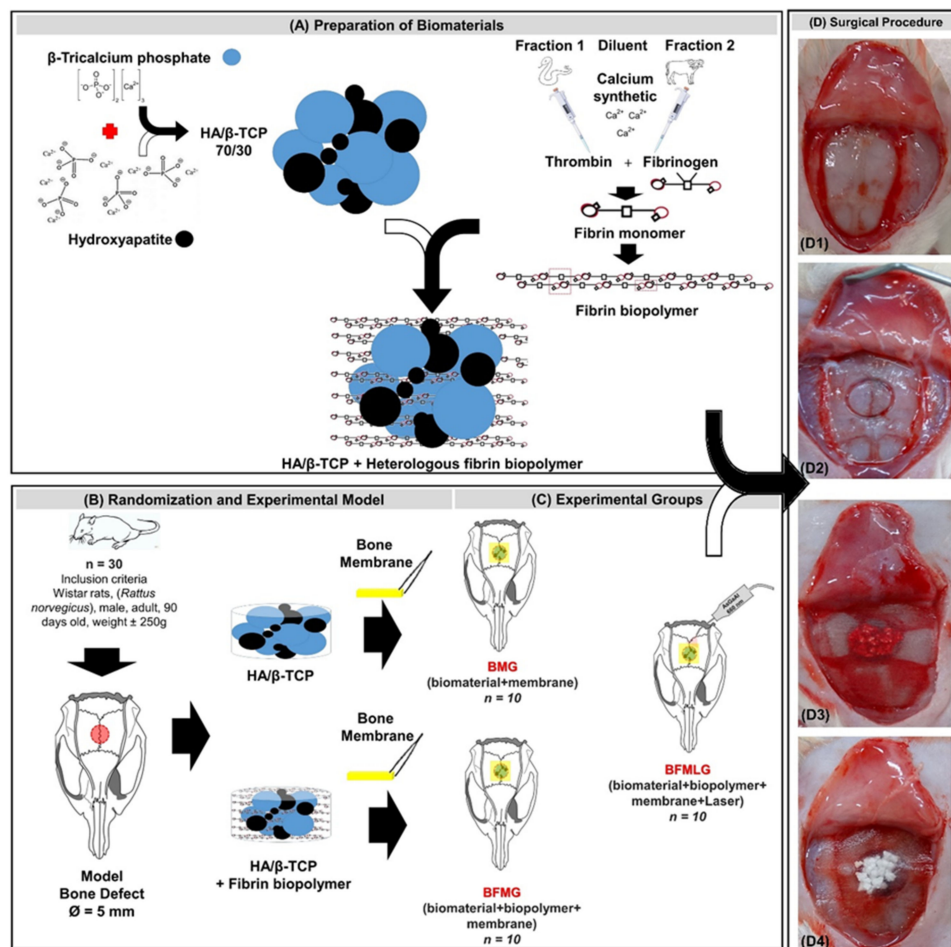 (A) Preparation of Biomaterials
β-Tricalcium phosphate
HA/β-TCP
70/30
Hydroxyapatite
Fraction 1 Diluent Fraction 2
Calcium
synthetic
Ca²⁺ Ca²⁺
Ca²⁺
Thrombin + Fibrinogen
Fibrin monomer
Fibrin biopolymer
HA/β-TCP + Heterologous fibrin biopolymer
(B) Randomization and Experimental Model
n = 30
Inclusion criteria
Wistar rats, (Rattus
norvegicus), male, adult, 90
days old, weight ± 250g
Model
Bone Defect
Ø = 5 mm
Bone
Membrane
HA/β-TCP
Bone
Membrane
HA/β-TCP
+ Fibrin biopolymer
(C) Experimental Groups
BMG
(biomaterial+membrane)
n = 10
BFMG
(biomaterial+biopolymer+
membrane)
n = 10
BFMLG
(biomaterial+biopolymer+
membrane+Laser)
n = 10
(D) Surgical Procedure
(D1)
(D2)
(D3)
(D4)